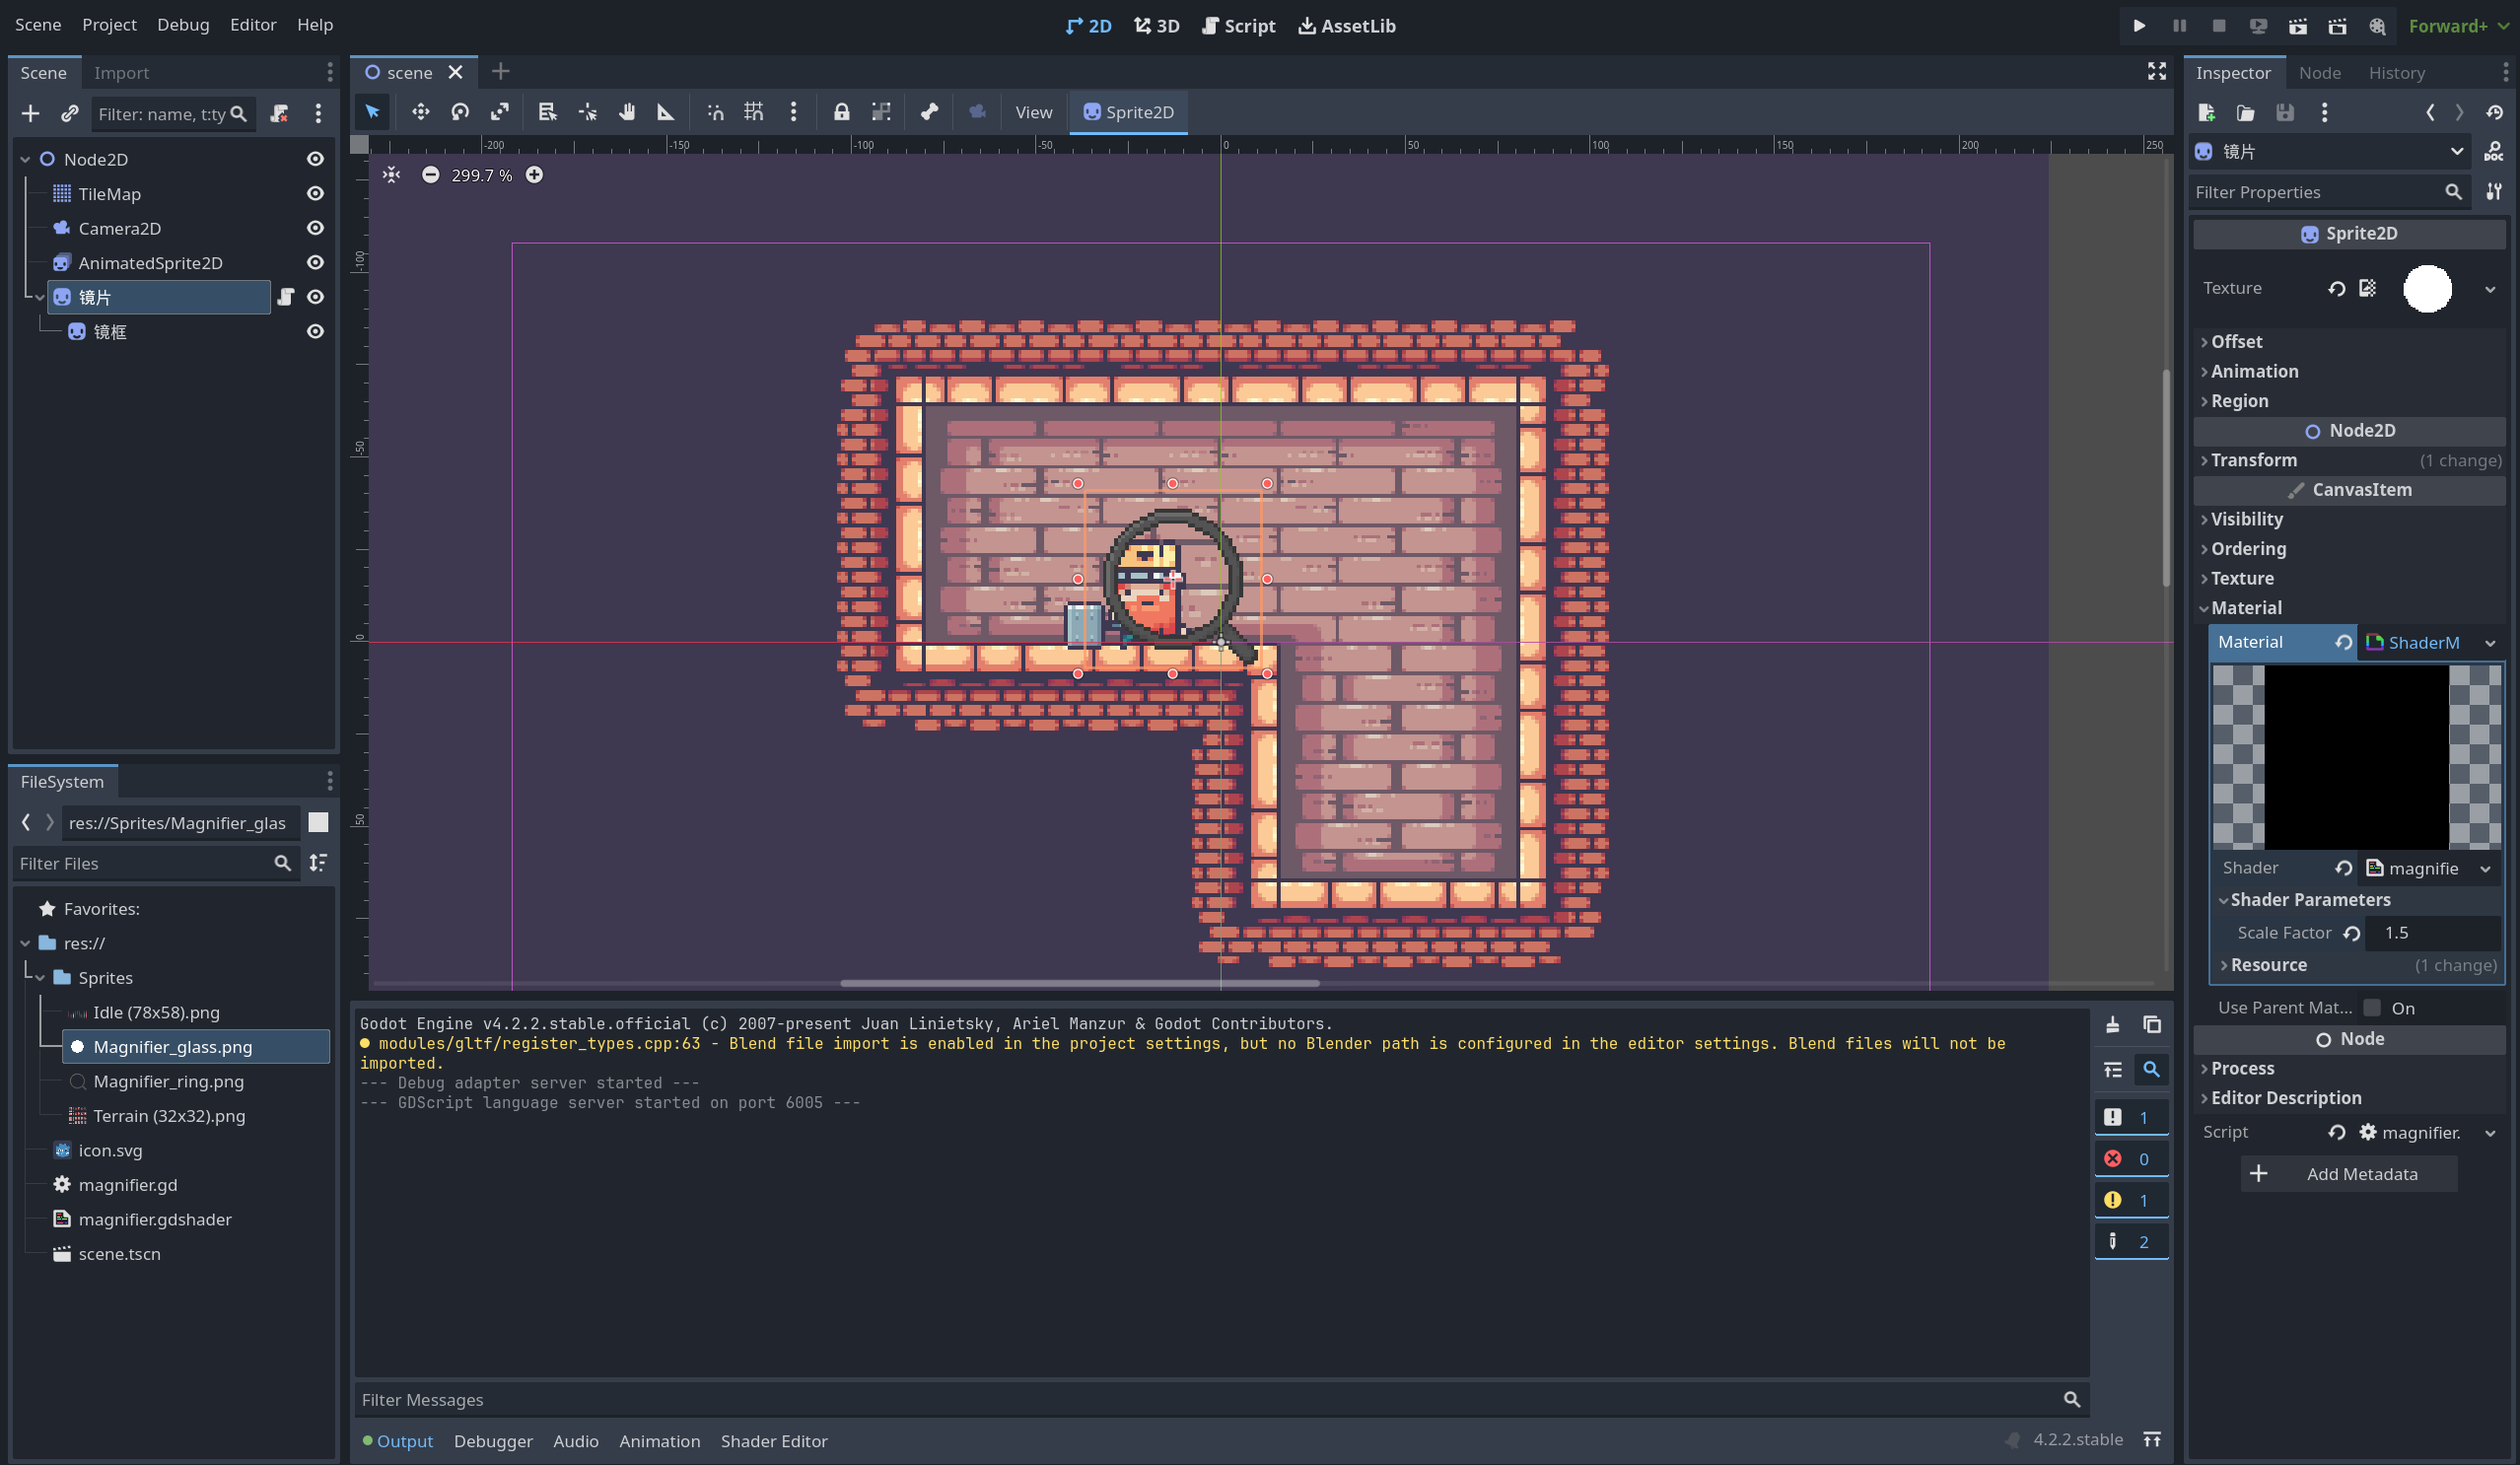 Scene Project Debug Editor Help
2D 3D Script AssetLib
Forward+
Scene Import
Filter: name, t:ty
Node2D
TileMap
Camera2D
AnimatedSprite2D
镜片
镜框
FileSystem
res://Sprites/Magnifier_glas
Filter Files
Favorites:
res://
Sprites
Idle (78x58).png
Magnifier_glass.png
Magnifier_ring.png
Terrain (32x32).png
icon.svg
magnifier.gd
magnifier.gdshader
scene.tscn
scene
View Sprite2D
-200 -150 -100 -50 0 50 100 150 200 250
299.7 %
-100
-50
0
50
Godot Engine v4.2.2.stable.official (c) 2007-present Juan Linietsky, Ariel Manzur & Godot Contributors.
modules/gltf/register_types.cpp:63 - Blend file import is enabled in the project settings, but no Blender path is configured in the editor settings. Blend files will not be
imported.
--- Debug adapter server started ---
--- GDScript language server started on port 6005 ---
1
0
1
2
Filter Messages
Output Debugger Audio Animation Shader Editor
4.2.2.stable
Inspector Node History
镜片
DOC
Filter Properties
Sprite2D
Texture
Offset
Animation
Region
Node2D
Transform (1 change)
CanvasItem
Visibility
Ordering
Texture
Material
Material ShaderM
Shader magnifie
Shader Parameters
Scale Factor 1.5
Resource (1 change)
Use Parent Mat... On
Node
Process
Editor Description
Script magnifier.
Add Metadata